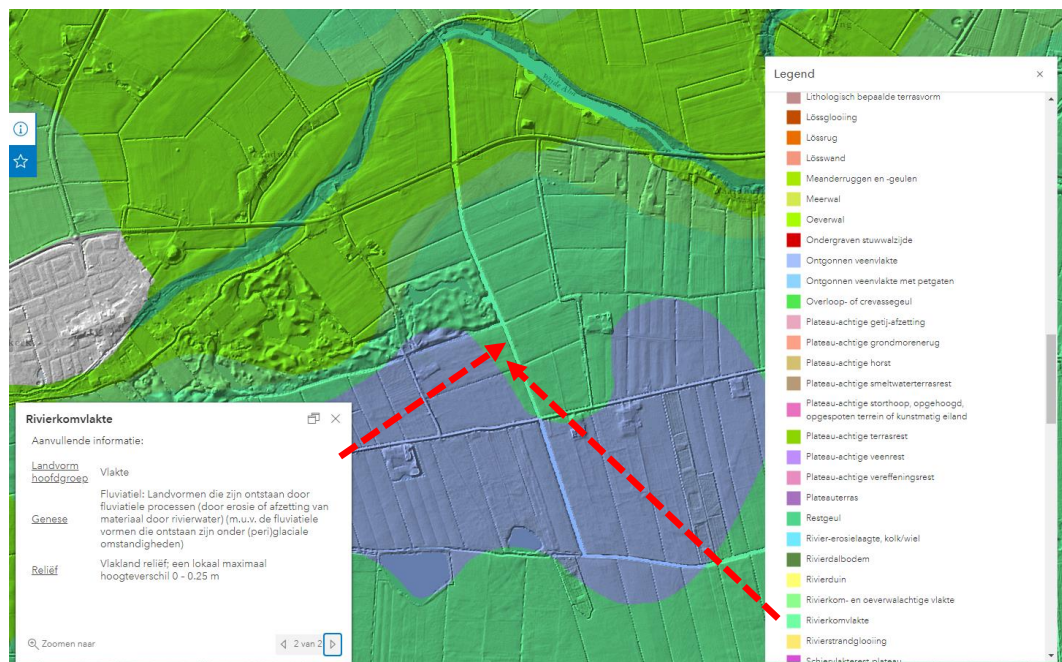 Legend
Lithologisch bepaalde terrasvorm
Lössglooiing
Lössrug
Lösswand
Meanderruggen en -geulen
Meerwal
Oeverwal
Ondergraven stuwwalzijde
Ontgonnen veenvlakte
Ontgonnen veenvlakte met petgaten
Overloop- of crevassegeul
Plateau-achtige getij-afzetting
Plateau-achtige grondmorenerug
Plateau-achtige horst
Plateau-achtige smeltwaterterrasrest
Plateau-achtige storthoop, opgehoogd,
opgespoten terrein of kunstmatig eiland
Plateau-achtige terrasrest
Plateau-achtige veenrest
Plateau-achtige vereffeningsrest
Plateauterras
Restgeul
Rivier-erosielaagte, kolk/wiel
Rivierdalbodem
Rivierduin
Rivierkom- en oeverwalachtige vlakte
Rivierkomvlakte
Rivierstrandglooiing
Schiervlakterest-plateau
Rivierkomvlakte
Aanvullende informatie:
Landvorm
hoofdgroep
Vlakte
Genese
Fluviatiel: Landvormen die zijn ontstaan door
fluviatiele processen (door erosie of afzetting van
materiaal door rivierwater) (m.u.v. de fluviatiele
vormen die ontstaan zijn onder (peri)glaciale
omstandigheden)
Reliëf
Vlakland reliëf; een lokaal maximaal
hoogteverschil 0 - 0.25 m
Zoomen naar
2 van 2